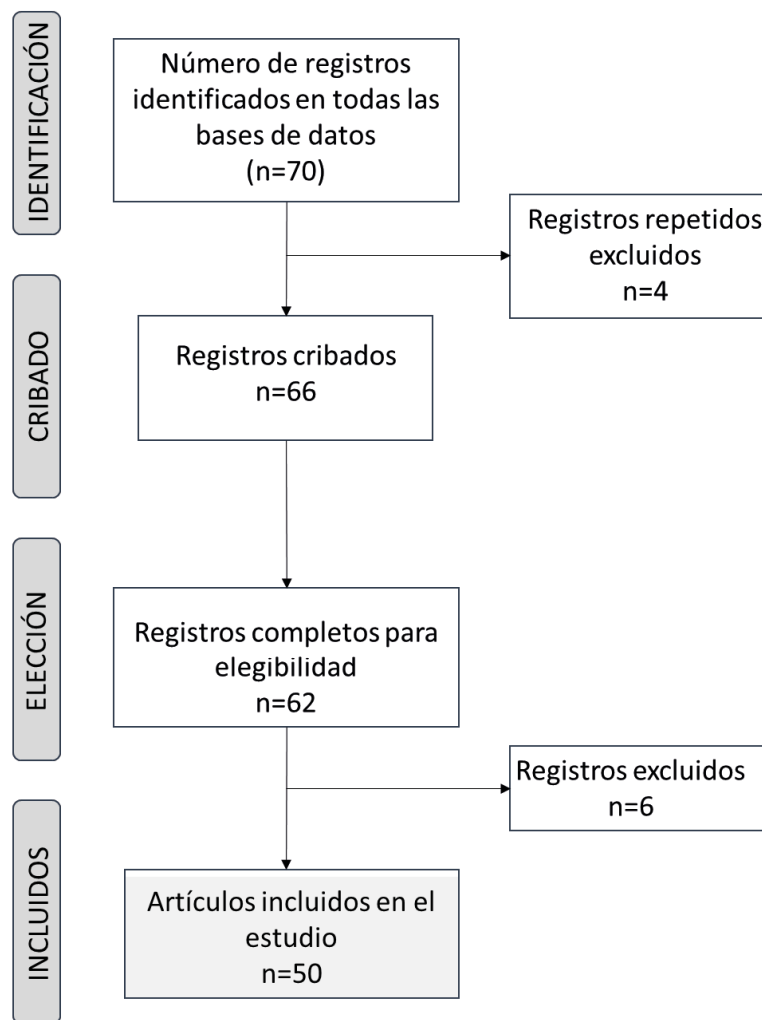 IDENTIFICACIÓN
Número de registros
identificados en todas las
bases de datos
(n=70)
Registros repetidos
excluidos
n=4
CRIBADO
Registros cribados
n=66
ELECCIÓN
Registros completos para
elegibilidad
n=62
Registros excluidos
n=6
INCLUIDOS
Artículos incluidos en el
estudio
n=50